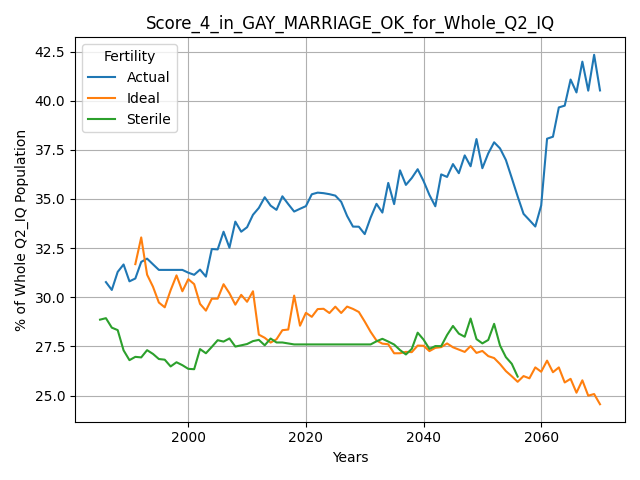 Score_4_in_GAY_MARRIAGE_OK_for_Whole_Q2_IQ
Fertility
Actual
Ideal
Sterile
% of Whole Q2_IQ Population
42.5
40.0
37.5
35.0
32.5
30.0
27.5
25.0
2000
2020
2040
2060
Years